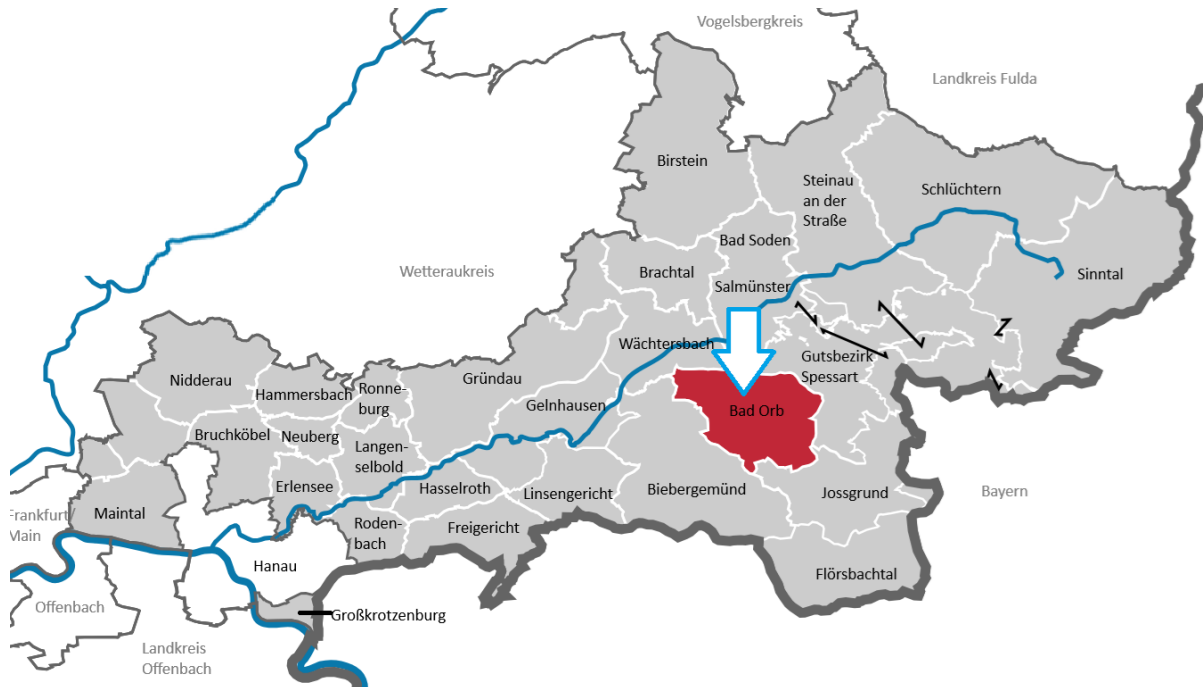 Vogelsbergkreis
Landkreis Fulda
Birstein
Steinau
an der
Straße
Schlüchtern
Bad Soden
Salmünster
Sinntal
Wetteraukreis
Brachtal
Wächtersbach
Gutsbezirk
Spessart
Nidderau
Hammersbach
Ronne-
burg
Gründau
Gelnhausen
Bad Orb
Bruchköbel
Neuberg
Langen-
selbold
Erlensee
Hasselroth
Linsengericht
Biebergemünd
Jossgrund
Bayern
Frankfurt/
Main
Maintal
Roden-
bach
Freigericht
Hanau
Flörsbachtal
Offenbach
Großkrotzenburg
Landkreis
Offenbach